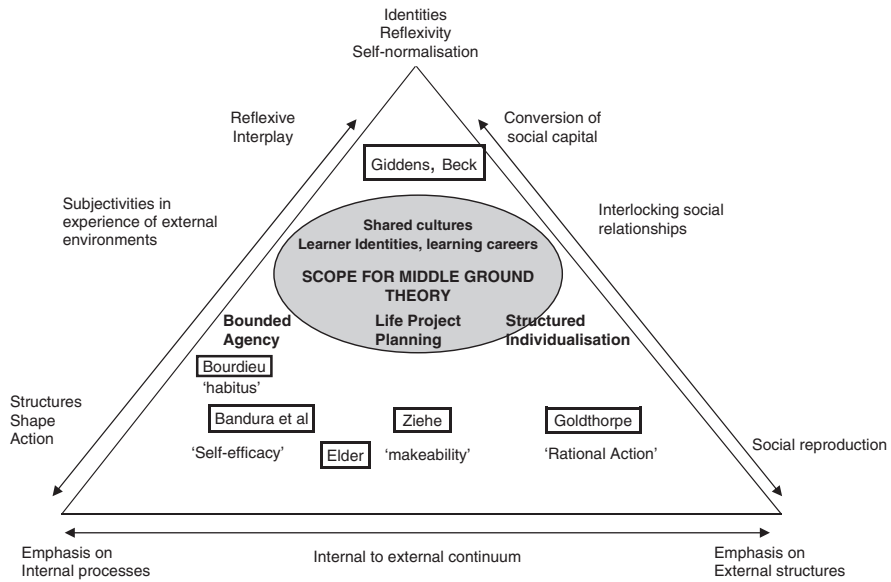 Identities
Reflexivity
Self-normalisation
Reflexive
Interplay
Conversion of
social capital
Giddens, Beck
Subjectivities in
experience of external
environments
Interlocking social
relationships
Shared cultures
Learner Identities, learning careers
SCOPE FOR MIDDLE GROUND
THEORY
Bounded
Agency
Life Project
Planning
Structured
Individualisation
Bourdieu
‘habitus’
Structures
Shape
Action
Bandura et al
‘Self-efficacy’
Elder
Ziehe
‘makeability’
Goldthorpe
‘Rational Action’
Social reproduction
Emphasis on
Internal processes
Internal to external continuum
Emphasis on
External structures